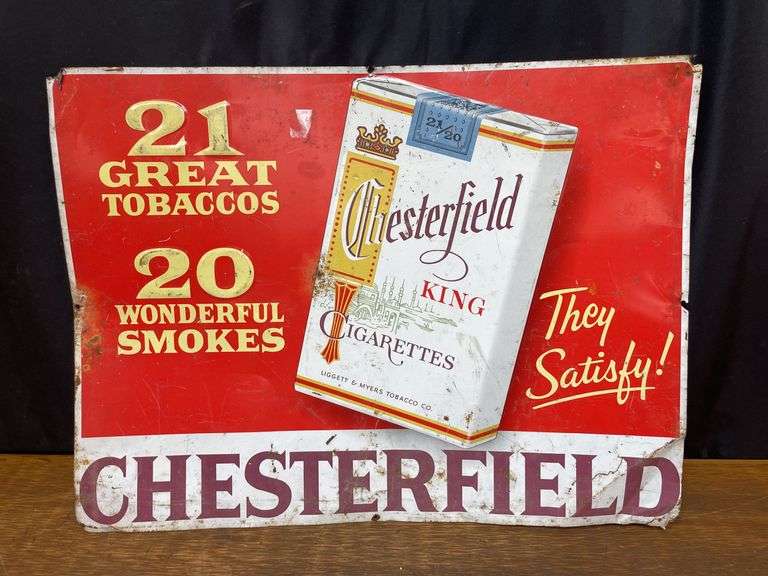 21
GREAT
TOBACCOS
20
WONDERFUL
SMOKES
21/20
Chesterfield
KING
CIGARETTES
LIGGETT & MYERS TOBACCO CO.
They
Satisfy!
CHESTERFIELD